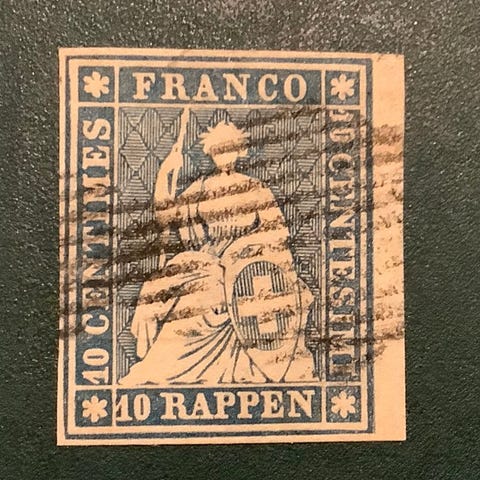 FRANCO
10 CENTIMES
10 CENTESIMI
10 RAPPEN